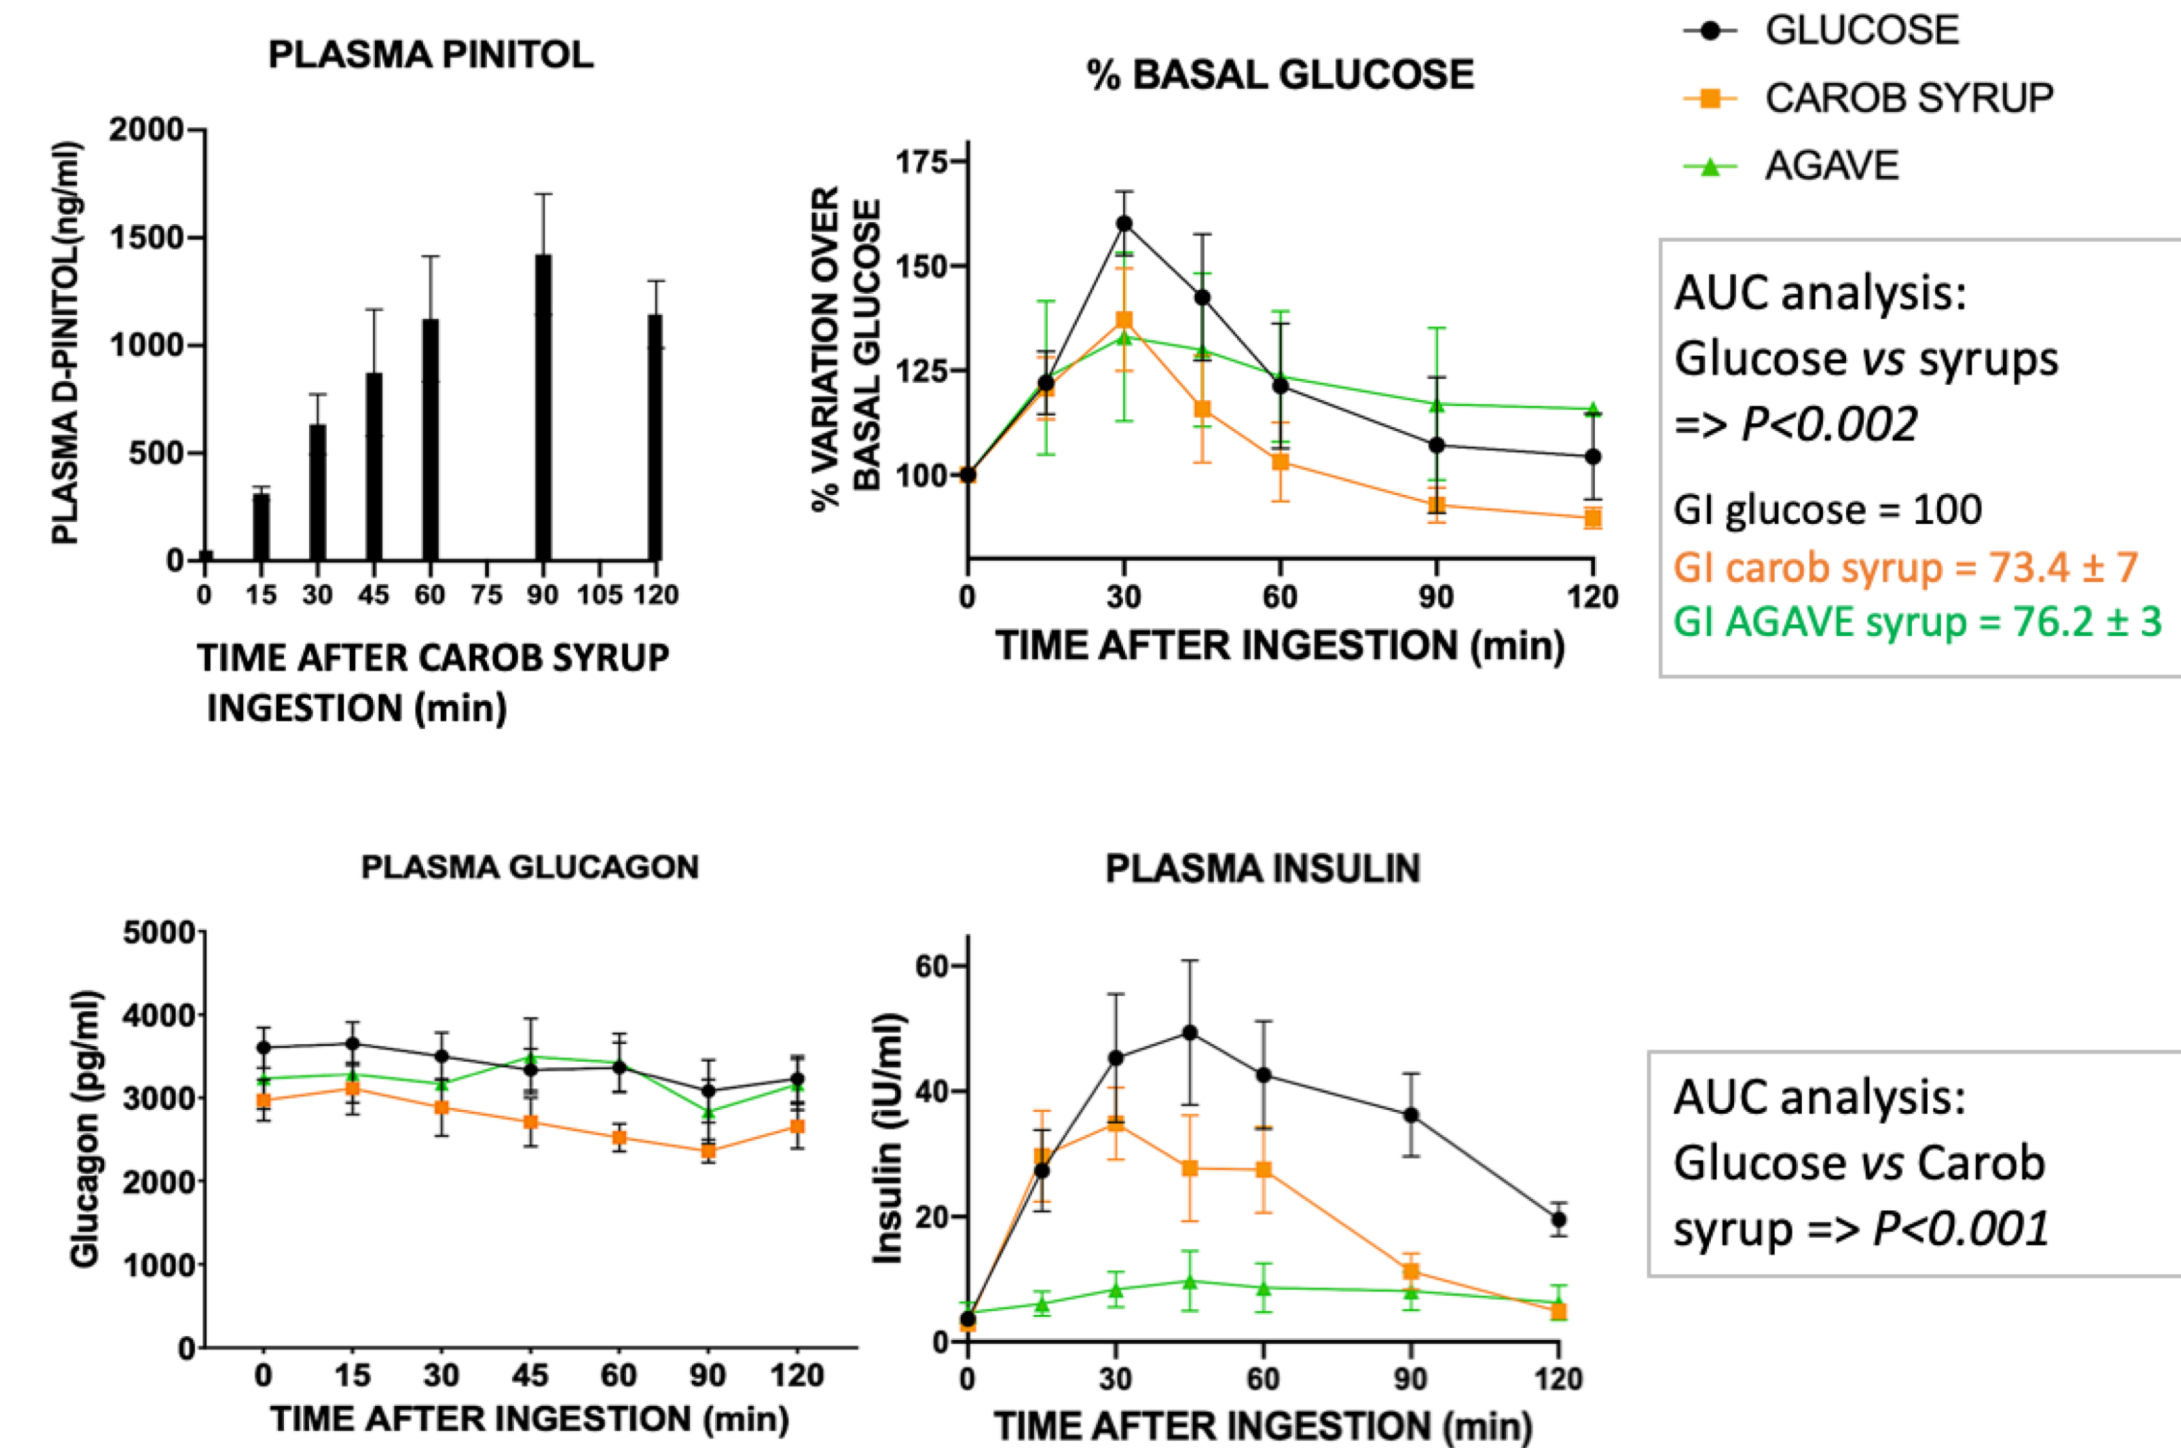 PLASMA PINITOL
2000
1500
1000
500
0
PLASMA D-PINITOL(ng/ml)
0 15 30 45 60 75 90 105 120
TIME AFTER CAROB SYRUP
INGESTION (min)
% BASAL GLUCOSE
175
150
125
100
% VARIATION OVER
BASAL GLUCOSE
0 30 60 90 120
TIME AFTER INGESTION (min)
GLUCOSE
CAROB SYRUP
AGAVE
AUC analysis:
Glucose vs syrups
=> P<0.002
GI glucose = 100
GI carob syrup = 73.4 ± 7
GI AGAVE syrup = 76.2 ± 3
PLASMA GLUCAGON
5000
4000
3000
2000
1000
0
Glucagon (pg/ml)
0 15 30 45 60 90 120
TIME AFTER INGESTION (min)
PLASMA INSULIN
60
40
20
0
Insulin (iU/ml)
0 30 60 90 120
TIME AFTER INGESTION (min)
AUC analysis:
Glucose vs Carob
syrup => P<0.001